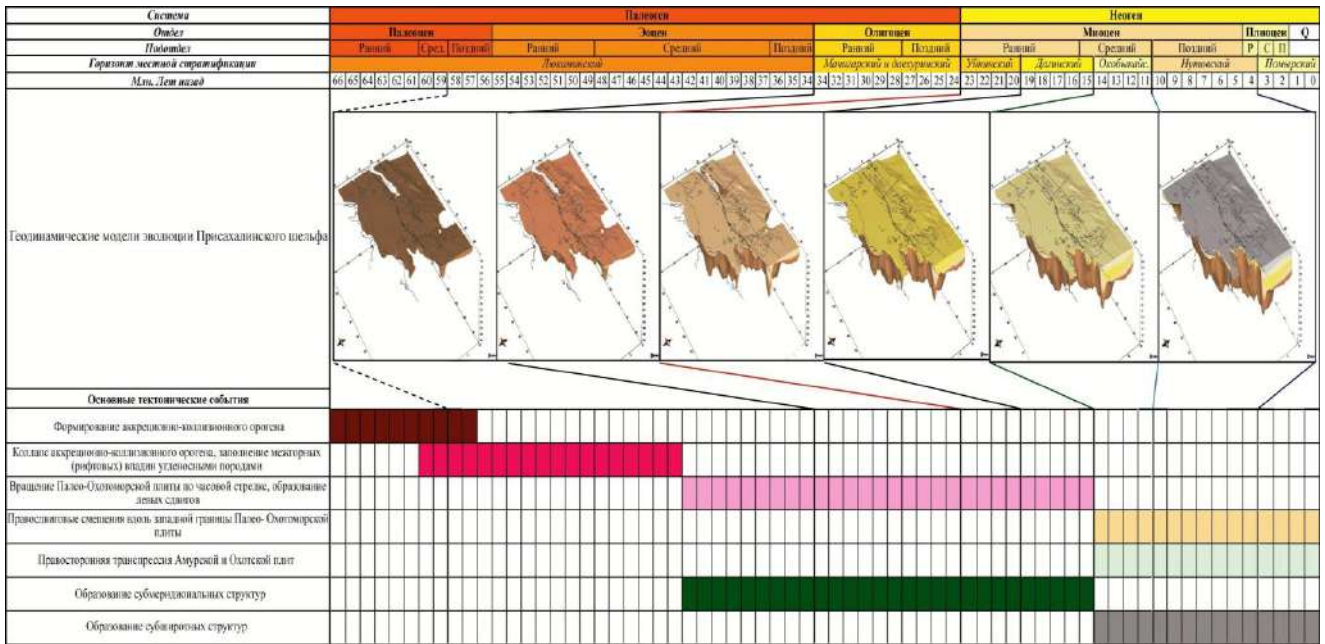 Система Палеоген Неоген
Отдел Палеоцен Эоцен Олигоцен Миоцен Плиоцен Q
Подотдел Ранний Сред. Поздний Ранний Средний Поздний Ранний Поздний Ранний Средний Поздний Р С П
Горизонт местной стратификации Люкаминский Мачигарский и даехуриинский Уйнинский Дагинский Нутовский Помырский
Млн. Лет назад 66 65 64 63 62 61 60 59 58 57 56 55 54 53 52 51 50 49 48 47 46 45 44 43 42 41 40 39 38 37 36 35 34 34 32 31 30 29 28 27 26 25 24 23 22 21 20 19 18 17 16 15 14 13 12 11 10 9 8 7 6 5 4 3 2 1 0
Геодинамические модели эволюции Присахалинского шельфа
Основные тектонические события
Формирование аккреционно-коллизионного орогена
Коллапс аккреционно-коллизионного орогена, заполнение межгорных
(рифтовых) впадин угленосными породами
Вращение Палео-Охотоморской плиты по часовой стрелке, образование
левых сдвигов
Правосдвиговые смещения вдоль западной границы Палео- Охотоморской
плиты
Правосторонняя транспрессия Амурской и Охотской плит
Образование субмеридиональных структур
Образование субширотных структур